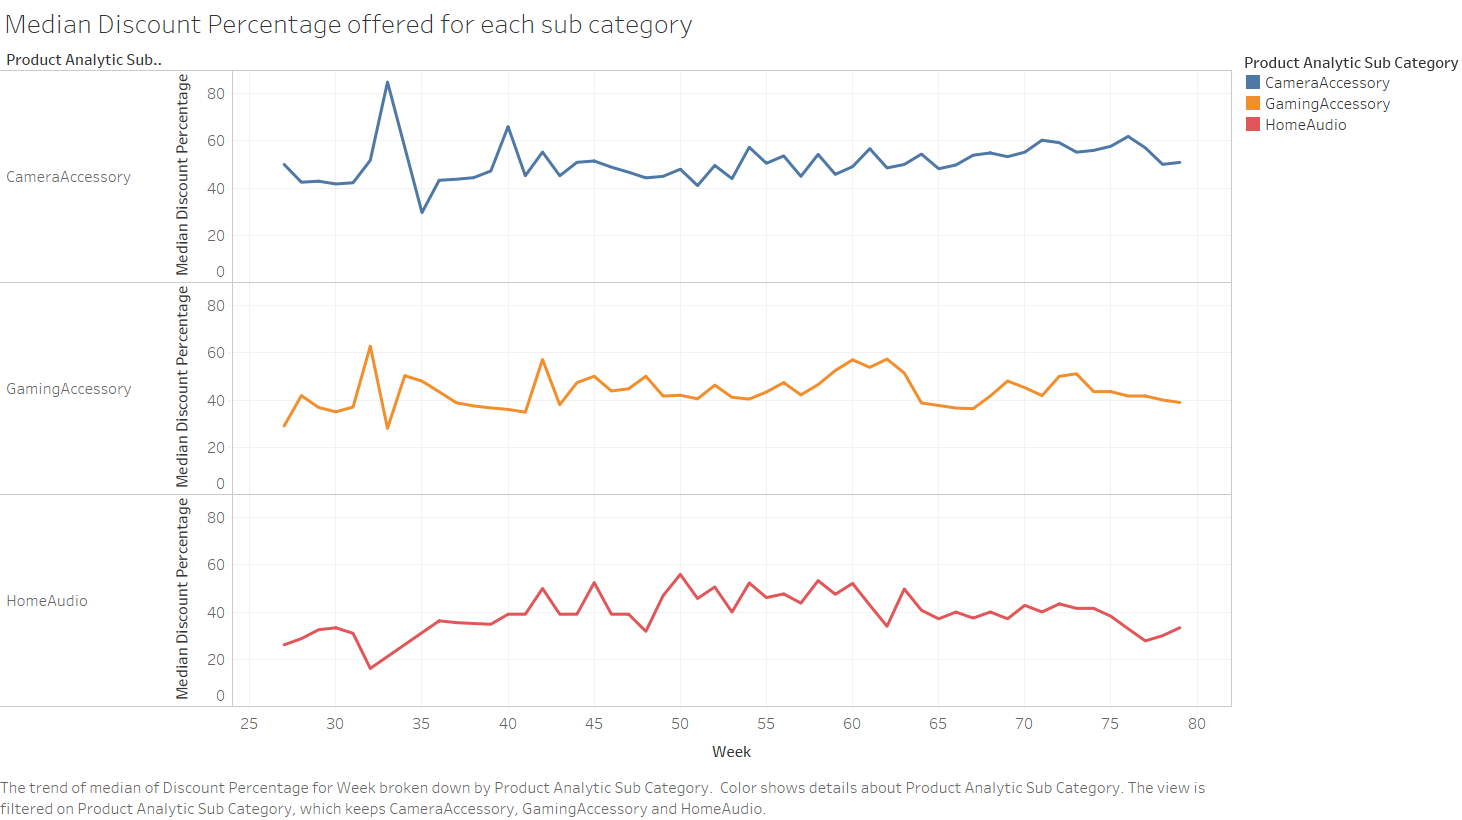 Median Discount Percentage offered for each sub category
Product Analytic Sub..
Product Analytic Sub Category
CameraAccessory
GamingAccessory
HomeAudio
CameraAccessory
Median Discount Percentage
80
60
40
20
0
GamingAccessory
Median Discount Percentage
80
60
40
20
0
HomeAudio
Median Discount Percentage
80
60
40
20
0
25 30 35 40 45 50 55 60 65 70 75 80
Week
The trend of median of Discount Percentage for Week broken down by Product Analytic Sub Category.  Color shows details about Product Analytic Sub Category. The view is
filtered on Product Analytic Sub Category, which keeps CameraAccessory, GamingAccessory and HomeAudio.